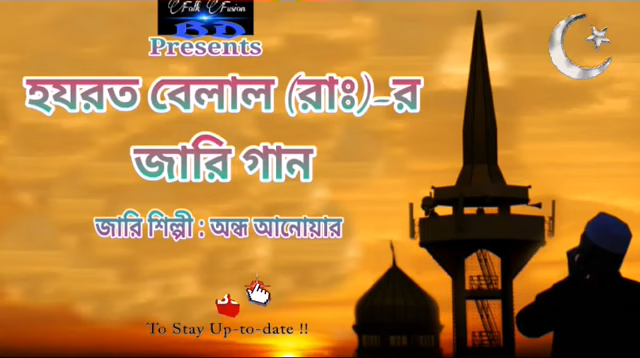 Folk Fusion
BD
Presents
হযরত বেলাল (রাঃ)-র
জারি গান
জারি শিল্পী : অন্ধ আনোয়ার
To Stay Up-to-date !!